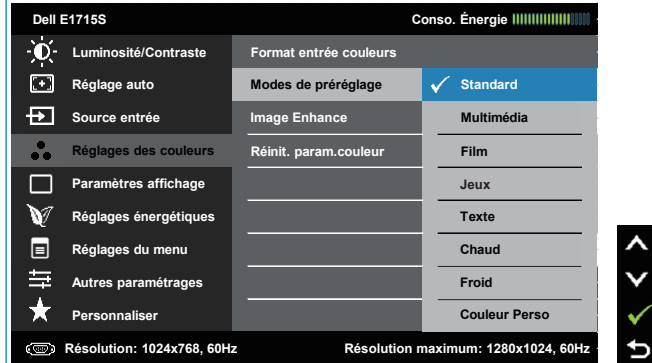 Dell E1715S Conso. Énergie
Luminosité/Contraste Format entrée couleurs
Réglage auto Modes de préréglage Standard
Source entrée Image Enhance Multimédia
Réglages des couleurs Réinit. param.couleur Film
Paramètres affichage Jeux
Réglages énergétiques Texte
Réglages du menu Chaud
Autres paramétrages Froid
Personnaliser Couleur Perso
Résolution: 1024x768, 60Hz Résolution maximum: 1280x1024, 60Hz